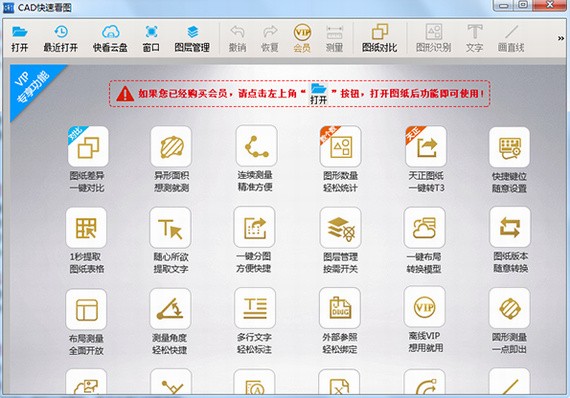 CAD快速看图
打开 最近打开 快看云盘 窗口 图层管理 撤销 恢复 会员 测量 图纸对比 图形识别 文字 画直线
VIP
VIP
专享功能
如果您已经购买会员，请点击左上角“打开”按钮，打开图纸后功能即可使用！
对比
天正
图纸差异 异形面积 连续测量 图形数量 天正图纸 快捷键位
一键对比 想测就测 精准方便 轻松统计 一键转T3 随意设置
1秒提取 随心所欲 一键分图 图层管理 一键布局 图纸版本
图纸表格 提取文字 方便快捷 按需开关 转换模型 随意转换
DWG VIP
布局测量 测量角度 多行文字 外部参照 离线VIP 圆形测量
全面开放 轻松快捷 轻松标注 轻松绑定 想用就用 一点即出